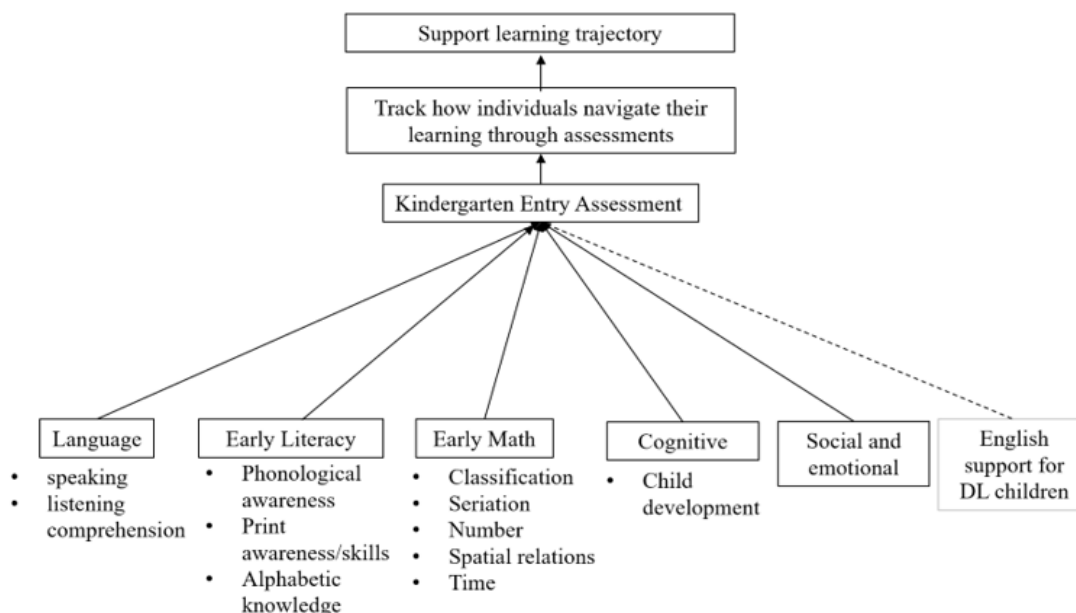 Support learning trajectory
Track how individuals navigate their
learning through assessments
Kindergarten Entry Assessment
Language
• speaking
• listening
comprehension
Early Literacy
• Phonological
awareness
• Print
awareness/skills
• Alphabetic
knowledge
Early Math
• Classification
• Seriation
• Number
• Spatial relations
• Time
Cognitive
• Child
development
Social and
emotional
English
support for
DL children